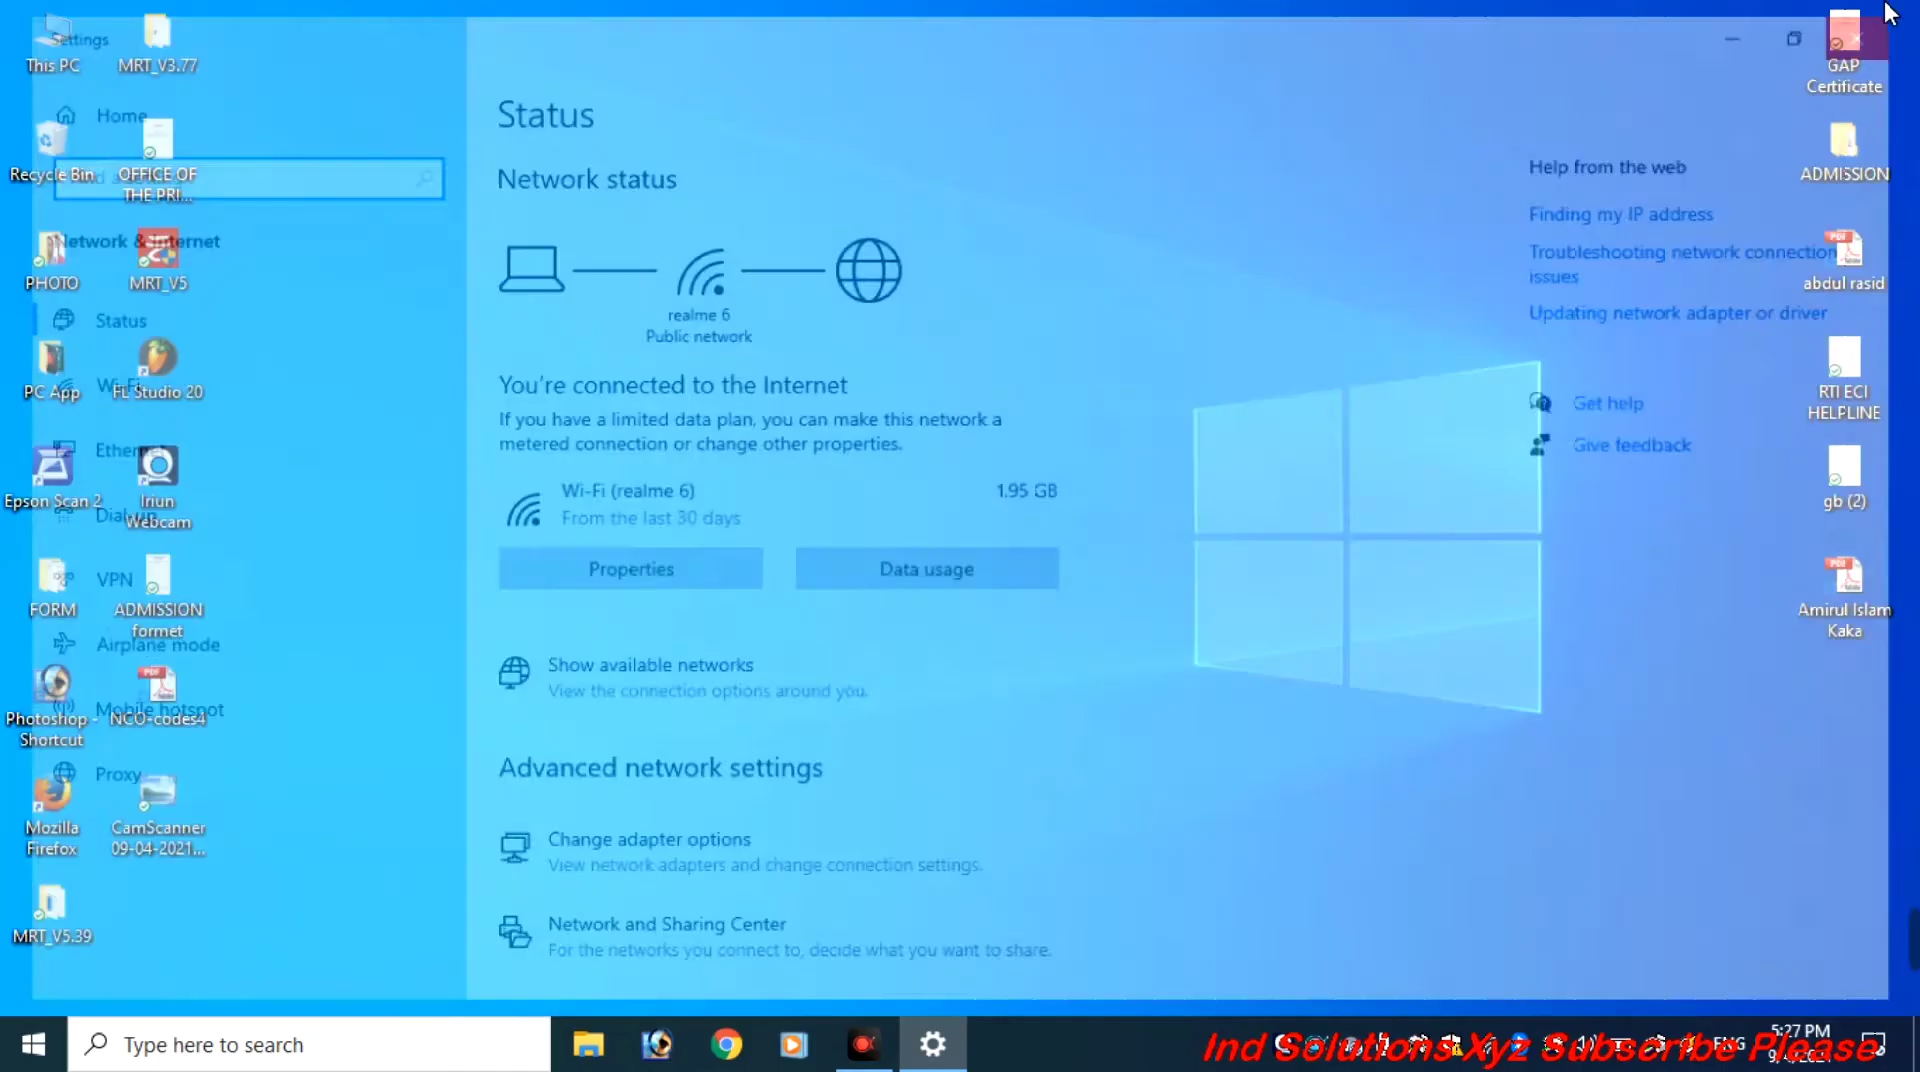 Settings
This PC
MRT_V3.77
Home
Recycle Bin
OFFICE OF
THE PRI...
Network & Internet
PHOTO
MRT_V5
Status
PC App
Wi-Fi
FL Studio 20
Epson Scan 2
Iriun
Webcam
Dial-up
FORM
VPN
ADMISSION
formet
Airplane mode
Photoshop -
Shortcut
NCO-codes4
Mobile hotspot
Proxy
Mozilla
Firefox
CamScanner
09-04-2021...
MRT_V5.39
Status
Network status
realme 6
Public network
You're connected to the Internet
If you have a limited data plan, you can make this network a
metered connection or change other properties.
Wi-Fi (realme 6)
1.95 GB
From the last 30 days
Properties
Data usage
Show available networks
View the connection options around you.
Advanced network settings
Change adapter options
View network adapters and change connection settings.
Network and Sharing Center
For the networks you connect to, decide what you want to share.
Help from the web
Finding my IP address
Troubleshooting network connection
issues
Updating network adapter or driver
Get help
Give feedback
GAP
Certificate
ADMISSION
abdul rasid
RTI ECI
HELPLINE
gb (2)
Amirul Islam
Kaka
Type here to search
ENG
5:27 PM
Ind Solutions Xyz Subscribe Please